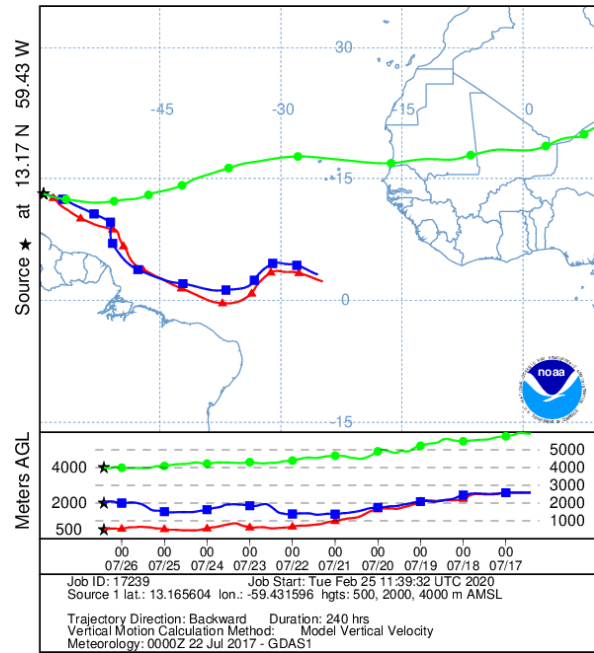 Source ★ at 13.17 N 59.43 W
30
-45 -30 -15 0
15
0
-15
noaa
Meters AGL
4000
2000
500
5000
4000
3000
2000
1000
00 00 00 00 00 00 00 00 00 00
07/26 07/25 07/24 07/23 07/22 07/21 07/20 07/19 07/18 07/17
Job ID: 17239 Job Start: Tue Feb 25 11:39:32 UTC 2020
Source 1 lat.: 13.165604 lon.: -59.431596 hgts: 500, 2000, 4000 m AMSL
Trajectory Direction: Backward Duration: 240 hrs
Vertical Motion Calculation Method: Model Vertical Velocity
Meteorology: 0000Z 22 Jul 2017 - GDAS1